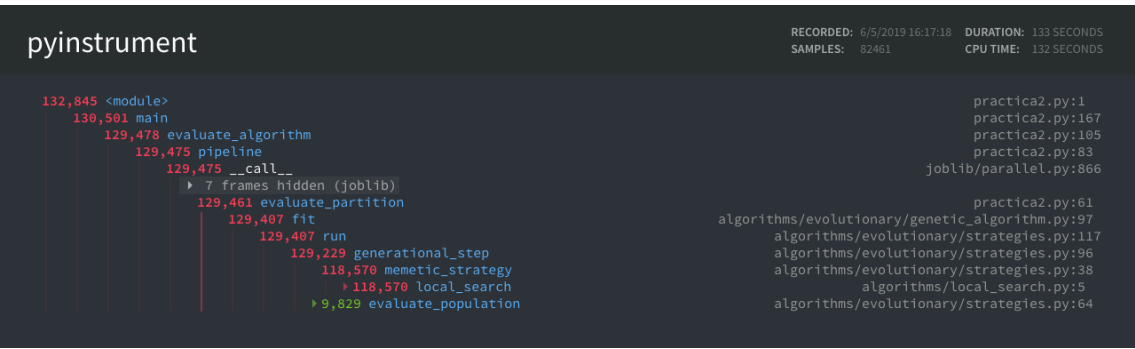 pyinstrument
RECORDED: 6/5/2019 16:17:18 DURATION: 133 SECONDS
SAMPLES: 82461 CPU TIME: 132 SECONDS
132,845 <module> practica2.py:1
130,501 main practica2.py:167
129,478 evaluate_algorithm practica2.py:105
129,475 pipeline practica2.py:83
129,475 __call__ joblib/parallel.py:866
7 frames hidden (joblib)
129,461 evaluate_partition practica2.py:61
129,407 fit algorithms/evolutionary/genetic_algorithm.py:97
129,407 run algorithms/evolutionary/strategies.py:117
129,229 generational_step algorithms/evolutionary/strategies.py:96
118,570 memetic_strategy algorithms/evolutionary/strategies.py:38
118,570 local_search algorithms/local_search.py:5
9,829 evaluate_population algorithms/evolutionary/strategies.py:64